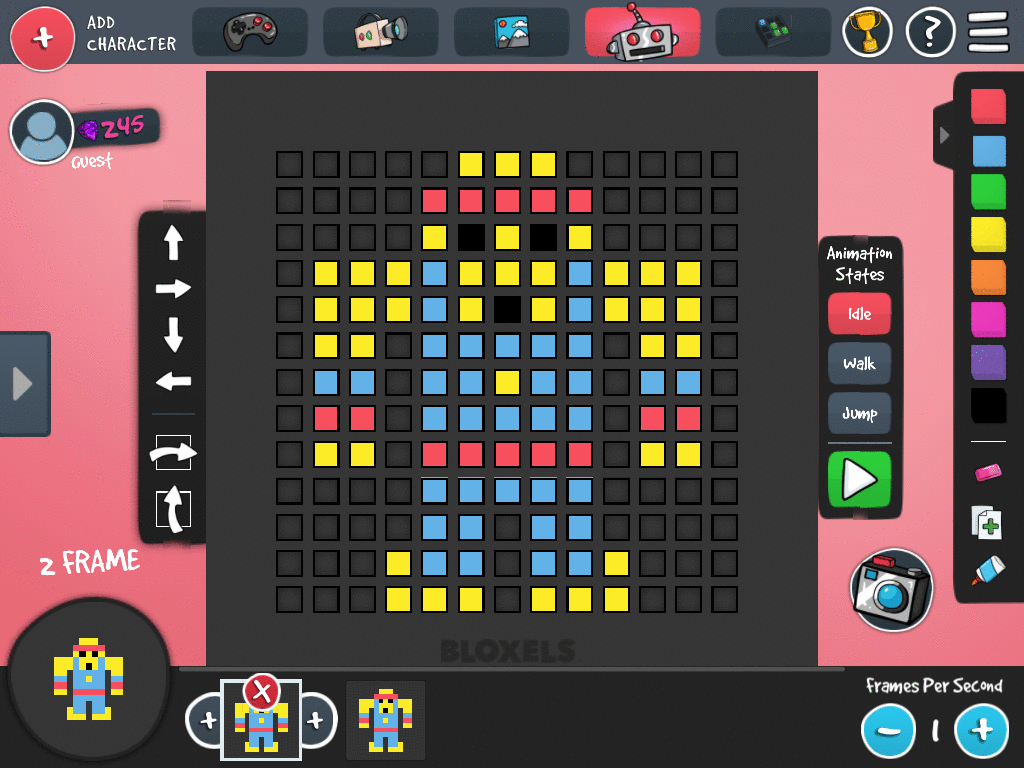 ADD
CHARACTER
245
Guest
Animation
States
Idle
Walk
Jump
2 FRAME
BLOXELS
Frames Per Second
1